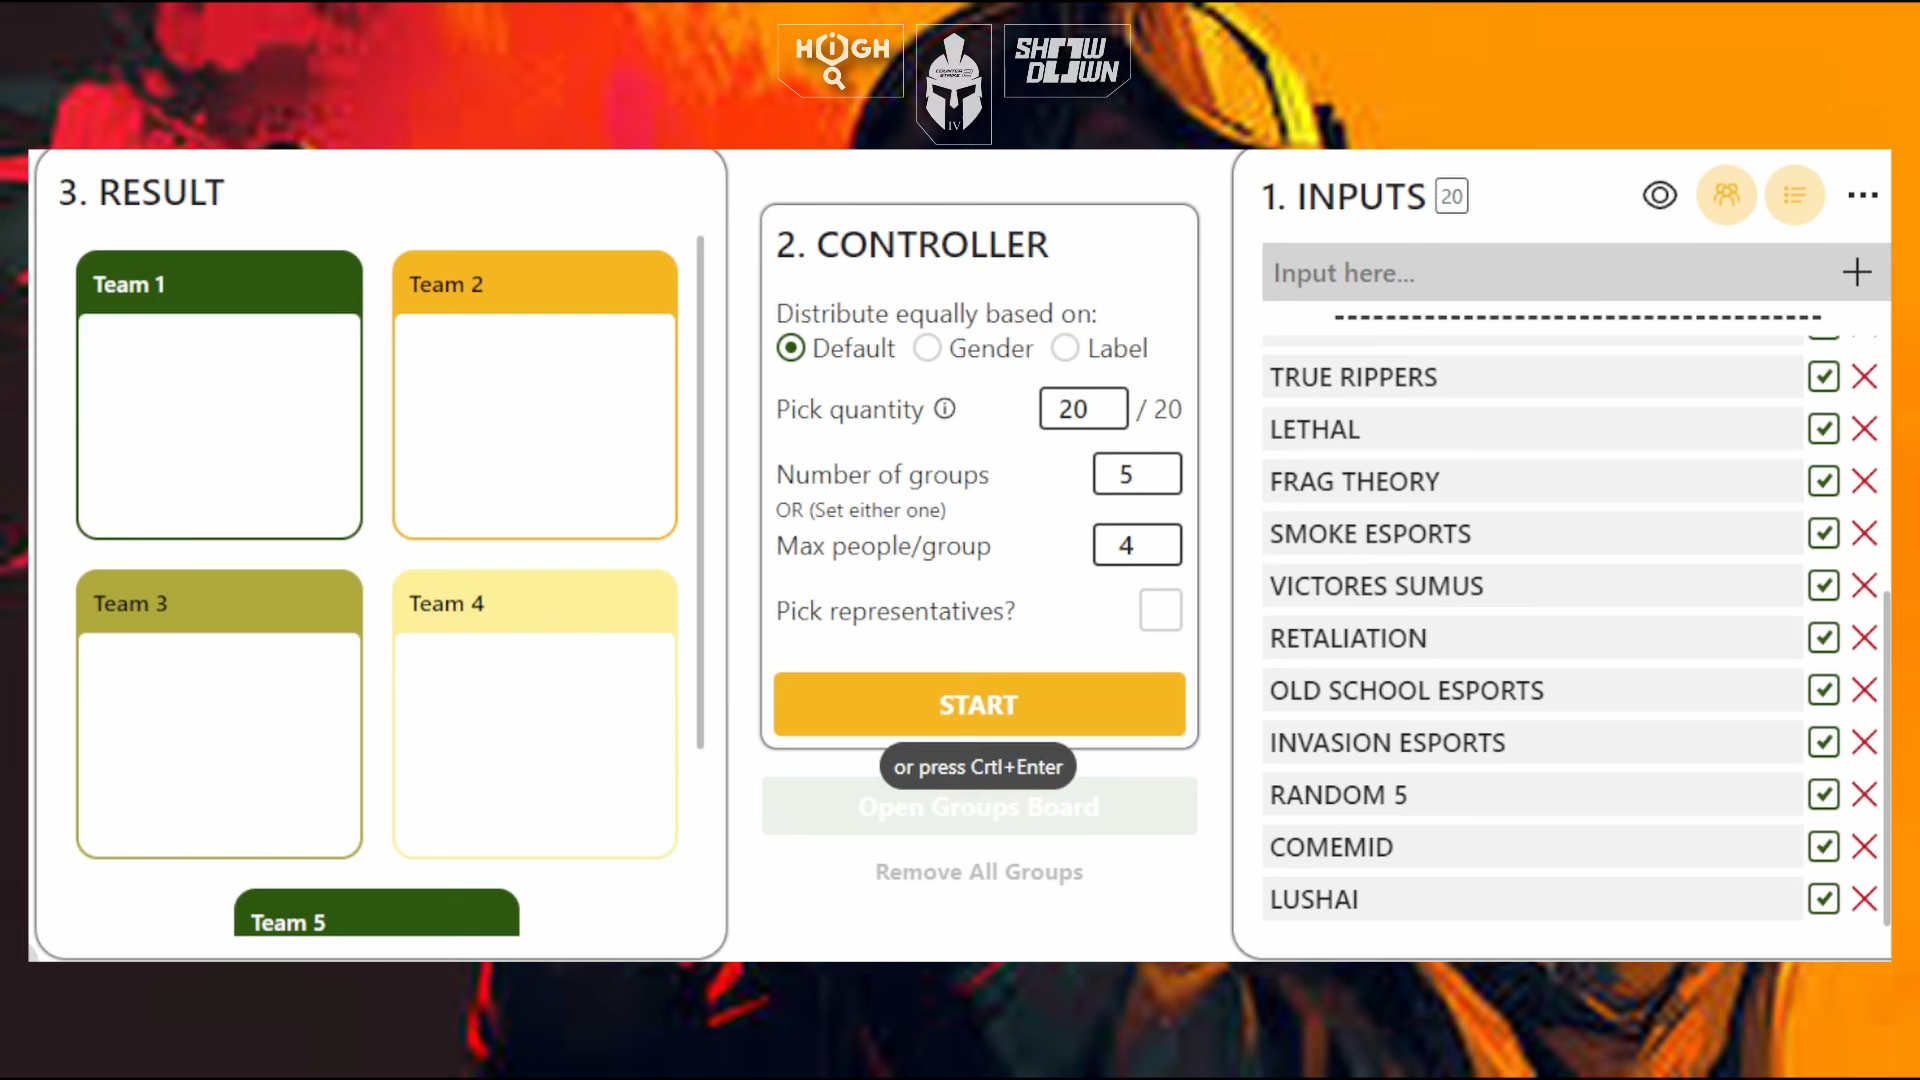 HiGH
COUNTER STRIKE 2
IV
SHOW
DOWN
3. RESULT
Team 1
Team 2
Team 3
Team 4
Team 5
2. CONTROLLER
Distribute equally based on:
Default Gender Label
Pick quantity 20 / 20
Number of groups 5
OR (Set either one)
Max people/group 4
Pick representatives?
START
or press Crtl+Enter
Open Groups Board
Remove All Groups
1. INPUTS 20
Input here...
TRUE RIPPERS
LETHAL
FRAG THEORY
SMOKE ESPORTS
VICTORES SUMUS
RETALIATION
OLD SCHOOL ESPORTS
INVASION ESPORTS
RANDOM 5
COMEMID
LUSHAI